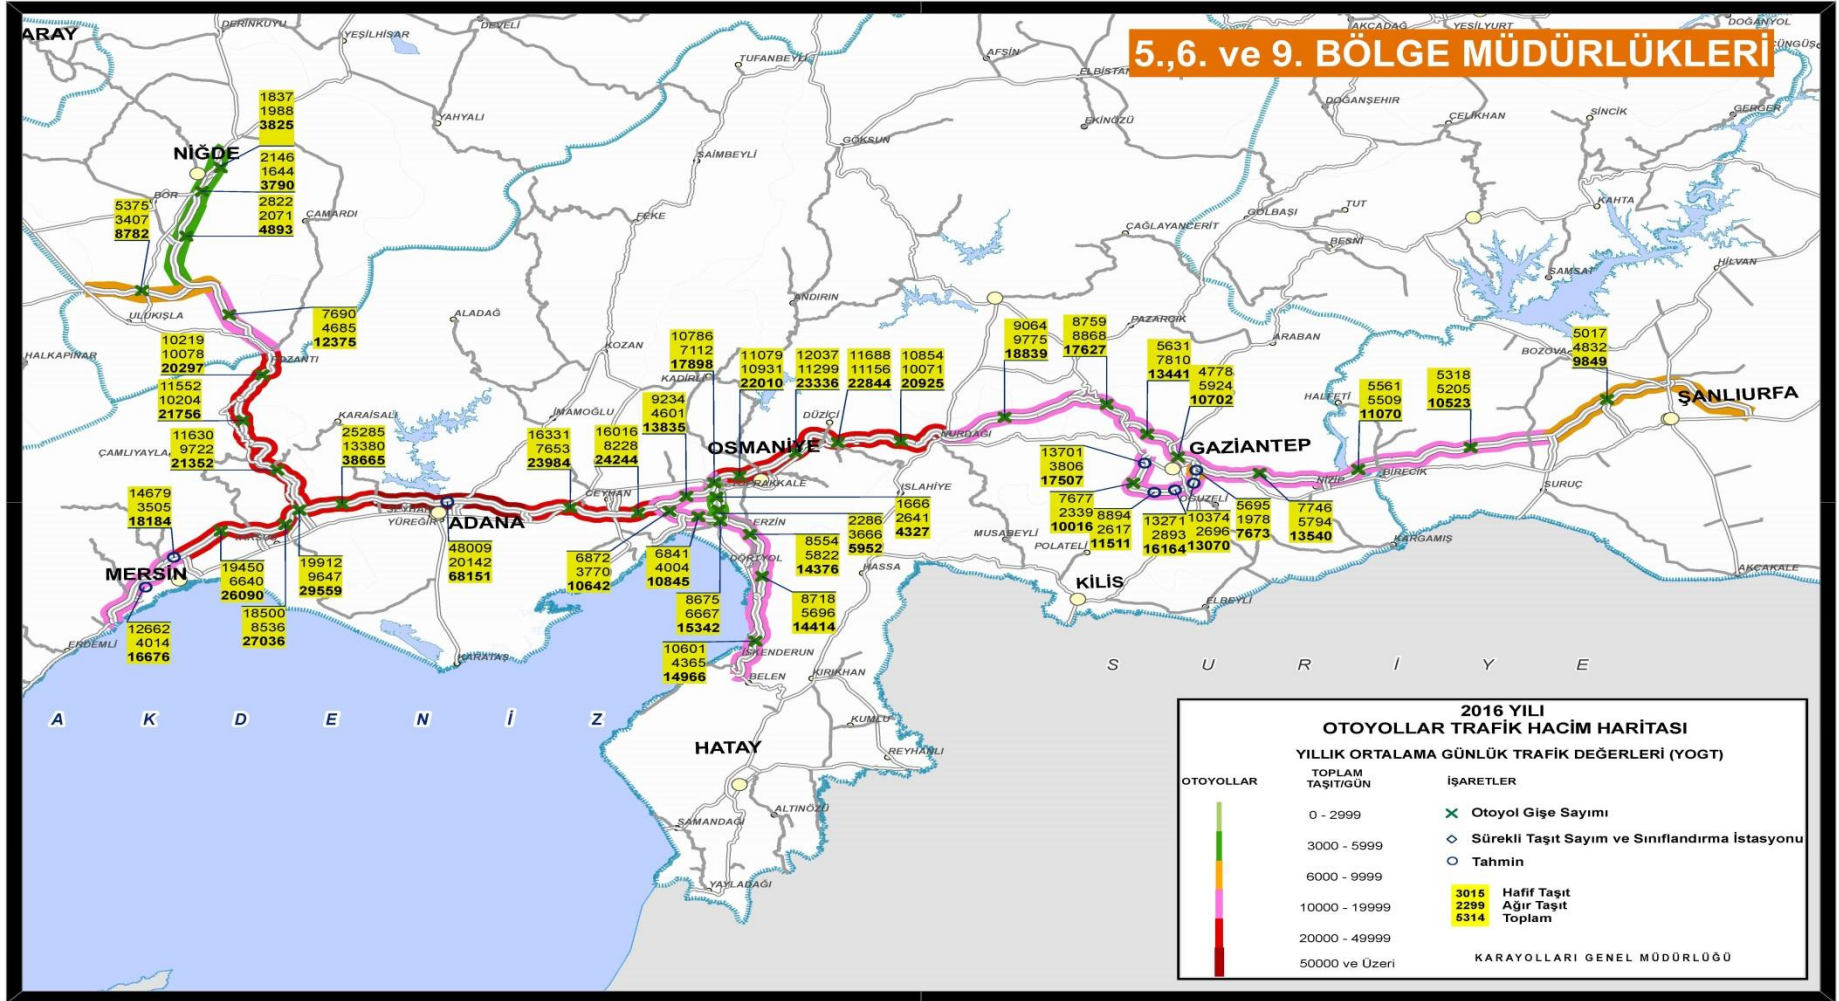 5.,6. ve 9. BÖLGE MÜDÜRLÜKLERİ
ARAY
DERİNKUYU
DEVELİ
YEŞİLHİSAR
AFŞİN
TUFANBEYLİ
ELBİSTAN
AKÇADAĞ
YEŞİLYURT
DOĞANYOL
ÇÜNGÜŞ
DOĞANŞEHİR
ÇELİKHAN
SİNCİK
GERGER
YAHYALI
GÖKSUN
EKİNÖZÜ
1837
1988
3825
NİĞDE
2146
1644
3790
SAİMBEYLİ
BOR
5375
3407
8782
2822
2071
4893
ÇAMARDI
FEKE
ÇAĞLAYANCERİT
GÖLBAŞI
TUT
KAHTA
BESNİ
SAMSAT
HİLVAN
ANDIRIN
ULUKIŞLA
7690
4685
12375
ALADAĞ
KOZAN
PAZARCIK
ARABAN
HALKAPINAR
10219
10078
20297
POZANTI
10786
7112
17898
KADİRLİ
11079
10931
22010
12037
11299
23336
11688
11156
22844
10854
10071
20925
9064
9775
18839
8759
8868
17627
5631
7810
13441
4778
5924
10702
5561
5509
11070
5318
5205
10523
5017
4832
9849
BOZOVA
HALFETİ
ŞANLIURFA
11552
10204
21756
KARAİSALI
İMAMOĞLU
9234
4601
13835
DÜZİÇİ
OSMANİYE
NURDAĞI
GAZİANTEP
11630
9722
21352
ÇAMLIYAYLA
25285
13380
38665
16331
7653
23984
16016
8228
24244
CEYHAN
TOPRAKKALE
ISLAHİYE
13701
3806
17507
OĞUZELİ
NİZİP
BİRECİK
SURUÇ
14679
3505
18184
SEYHAN
YÜREĞİR
ADANA
ERZİN
1666
2641
4327
2286
3666
5952
MUSABEYLİ
POLATELİ
7677
2339
10016
8894
2617
11511
13271
2893
16164
10374
2696
13070
5695
1978
7673
7746
5794
13540
KARGAMIŞ
AKÇAKALE
MERSİN
19450
6640
26090
19912
9647
29559
48009
20142
68151
6872
3770
10642
6841
4004
10845
DÖRTYOL
8554
5822
14376
HASSA
KİLİS
ELBEYLİ
18500
8536
27036
12662
4014
16676
ERDEMLİ
KARATAŞ
8675
6667
15342
8718
5696
14414
10601
4365
14966
İSKENDERUN
BELEN
KIRIKHAN
S U R İ Y E
A K D E N İ Z
HATAY
KUMLU
REYHANLI
ALTINÖZÜ
SAMANDAĞI
YAYLADAĞI
2016 YILI
OTOYOLLAR TRAFİK HACİM HARİTASI
YILLIK ORTALAMA GÜNLÜK TRAFİK DEĞERLERİ (YOGT)
OTOYOLLAR
TOPLAM
TAŞIT/GÜN
İŞARETLER
0 - 2999
3000 - 5999
6000 - 9999
10000 - 19999
20000 - 49999
50000 ve Üzeri
Otoyol Gişe Sayımı
Sürekli Taşıt Sayım ve Sınıflandırma İstasyonu
Tahmin
3015 Hafif Taşıt
2299 Ağır Taşıt
5314 Toplam
KARAYOLLARI GENEL MÜDÜRLÜĞÜ